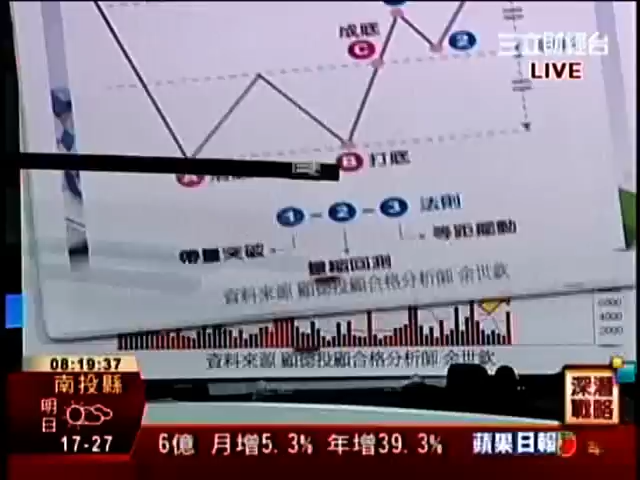 三立財經台
LIVE
成底
C
2
B 打底
A
1-2-3 法則
帶量突破
等距驅動
量縮回測
資料來源 顧德投顧合格分析師 余世欽
6000
4000
2000
資料來源 顧德投顧合格分析師 余世欽
08:19:37
南投縣
明日
17-27
深潛戰略
6億 月增5.3% 年增39.3% 蘋果日報